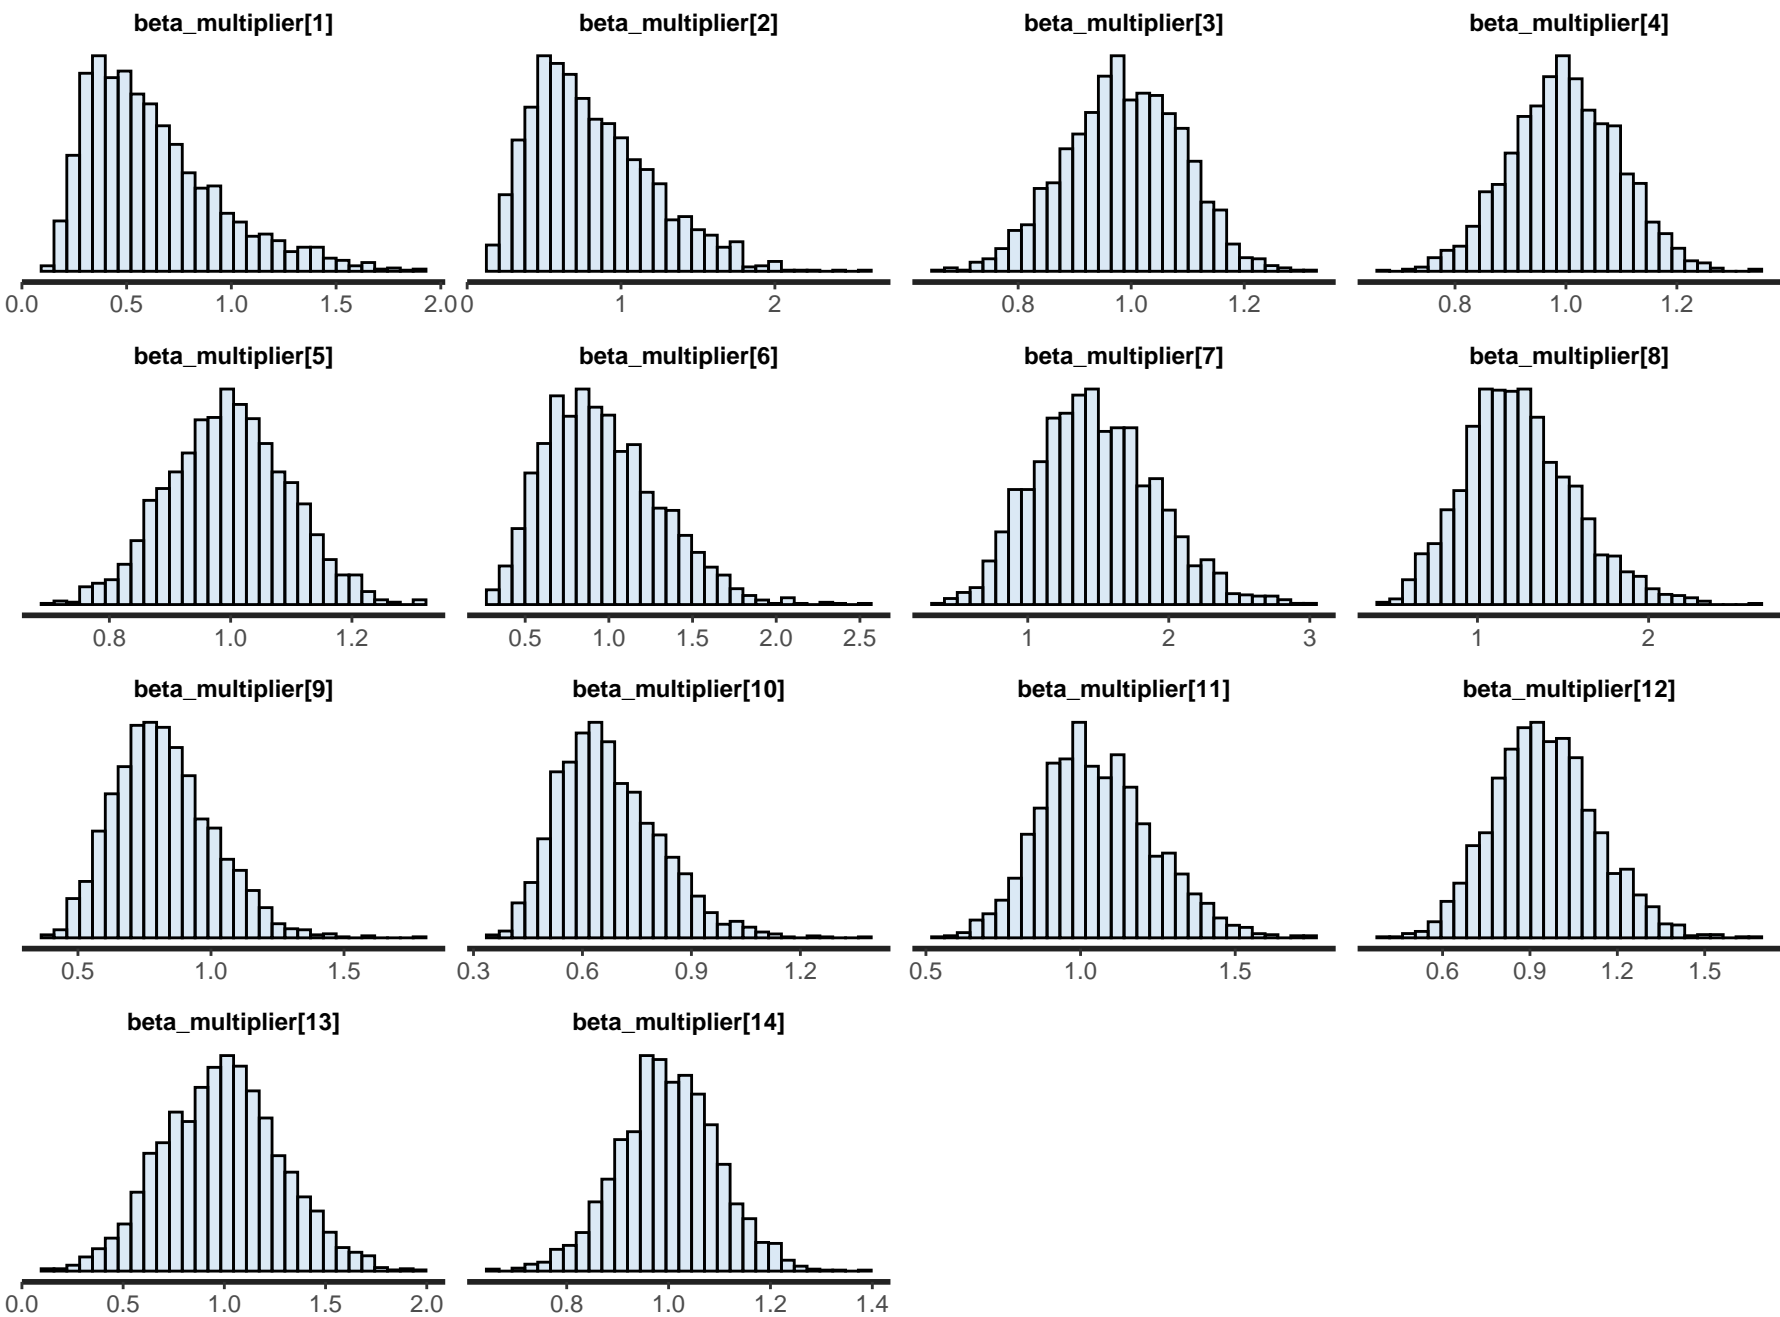 beta_multiplier[1] beta_multiplier[2] beta_multiplier[3] beta_multiplier[4]
0.0 0.5 1.0 1.5 2.0 0 1 2 0.8 1.0 1.2 0.8 1.0 1.2
beta_multiplier[5] beta_multiplier[6] beta_multiplier[7] beta_multiplier[8]
0.8 1.0 1.2 0.5 1.0 1.5 2.0 2.5 1 2 3 1 2
beta_multiplier[9] beta_multiplier[10] beta_multiplier[11] beta_multiplier[12]
0.5 1.0 1.5 0.3 0.6 0.9 1.2 0.5 1.0 1.5 0.6 0.9 1.2 1.5
beta_multiplier[13] beta_multiplier[14]
0.0 0.5 1.0 1.5 2.0 0.8 1.0 1.2 1.4